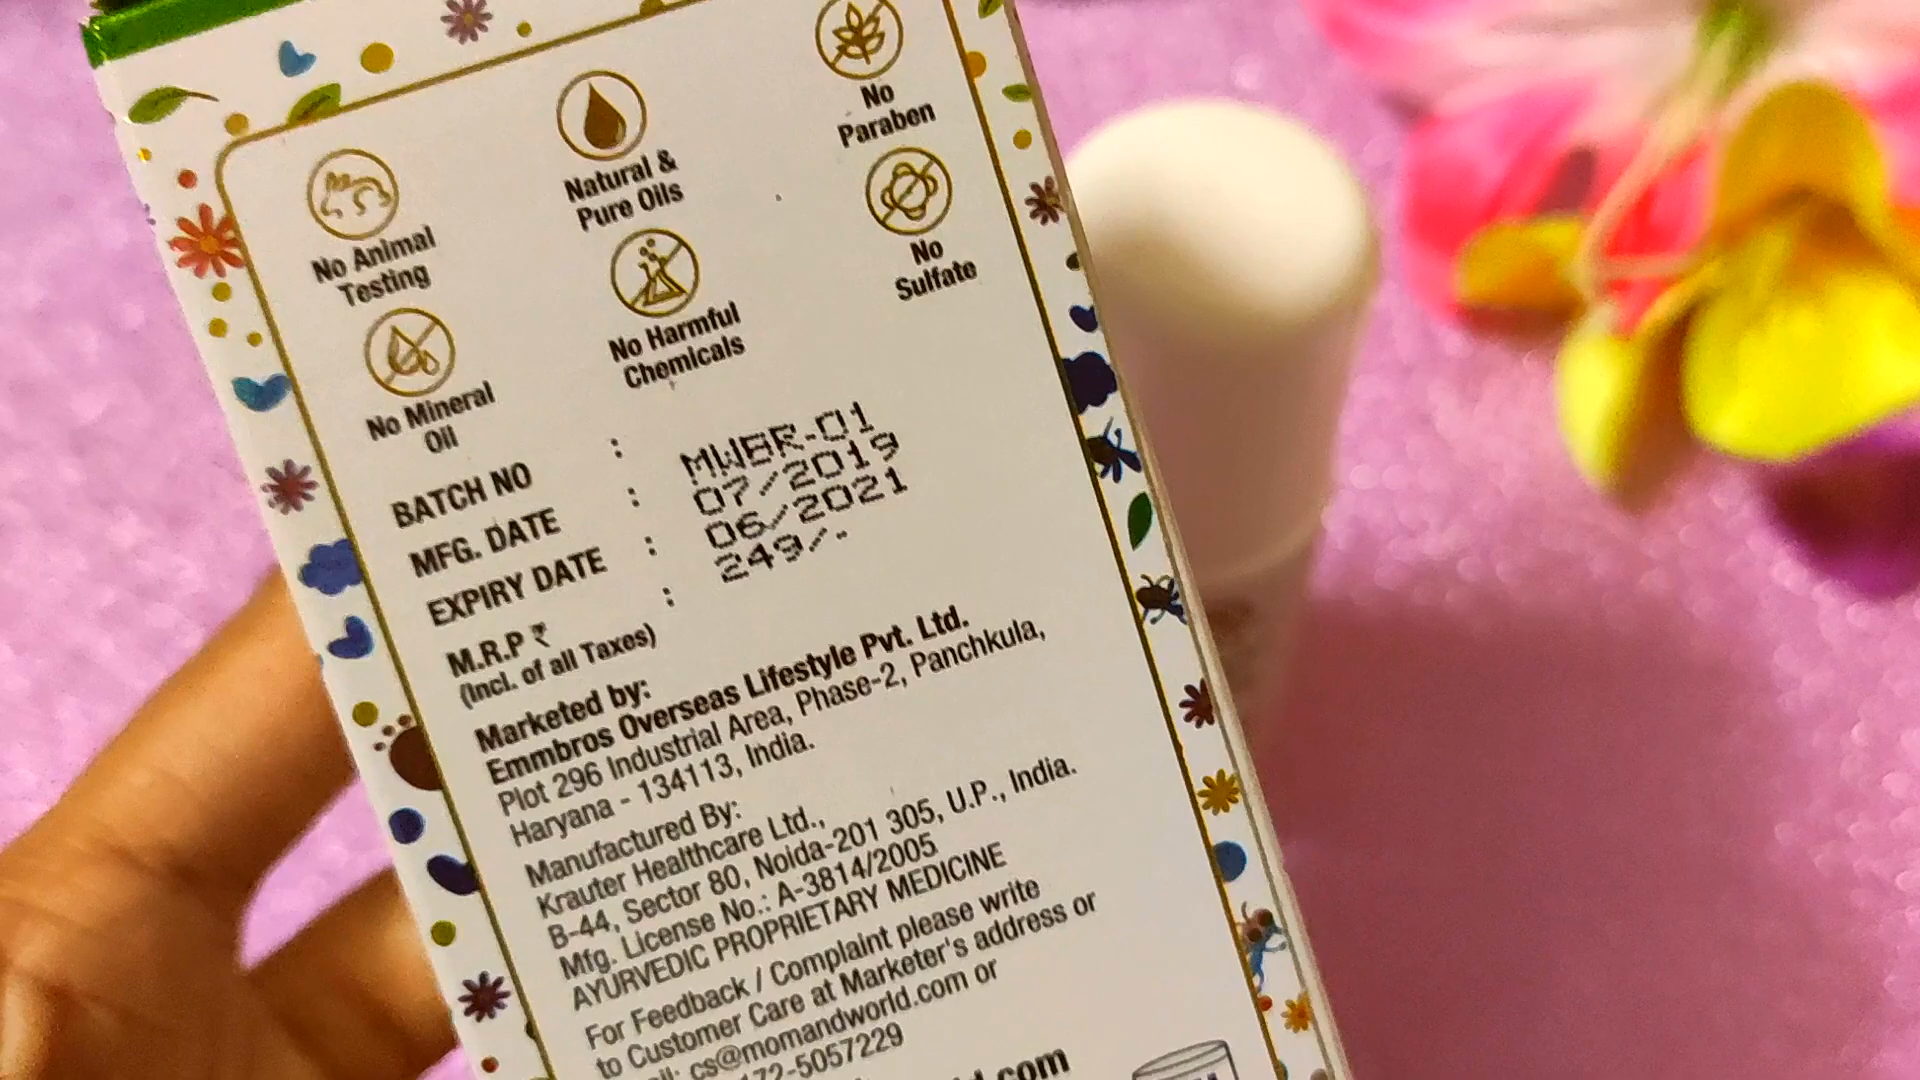 No Animal
Testing
Natural &
Pure Oils
No
Paraben
No Mineral
Oil
No Harmful
Chemicals
No
Sulfate
BATCH NO : MWBR-01
MFG. DATE : 07/2019
EXPIRY DATE : 06/2021
M.R.P ₹ : 249/-
(Incl. of all Taxes)
Marketed by:
Emmbros Overseas Lifestyle Pvt. Ltd.
Plot 296 Industrial Area, Phase-2, Panchkula,
Haryana - 134113, India.
Manufactured By:
Krauter Healthcare Ltd.,
B-44, Sector 80, Noida-201 305, U.P., India.
Mfg. License No.: A-3814/2005
AYURVEDIC PROPRIETARY MEDICINE
For Feedback / Complaint please write
to Customer Care at Marketer's address or
cs@momandworld.com or
172-5057229